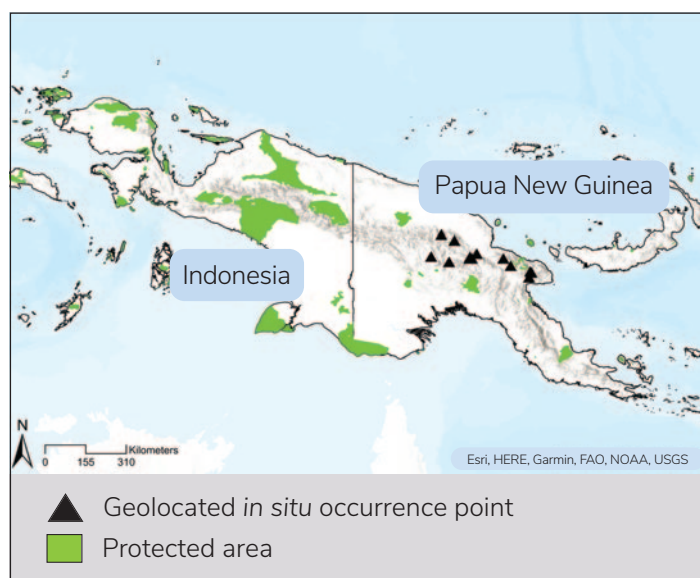 Papua New Guinea
Indonesia
N
Kilometers
0 155 310
Esri, HERE, Garmin, FAO, NOAA, USGS
Geolocated in situ occurrence point
Protected area